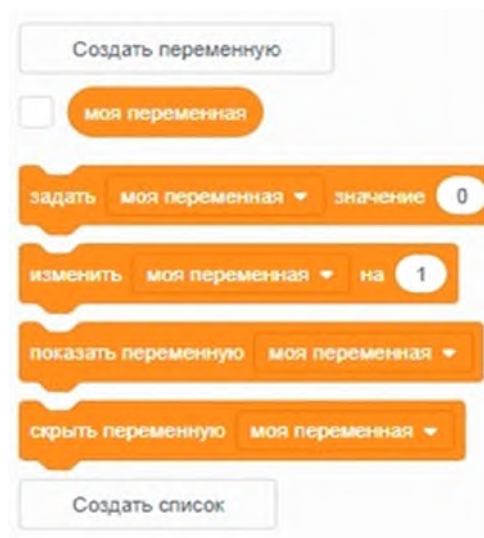 Создать переменную
моя переменная
задать моя переменная значение 0
изменить моя переменная на 1
показать переменную моя переменная
скрыть переменную моя переменная
Создать список